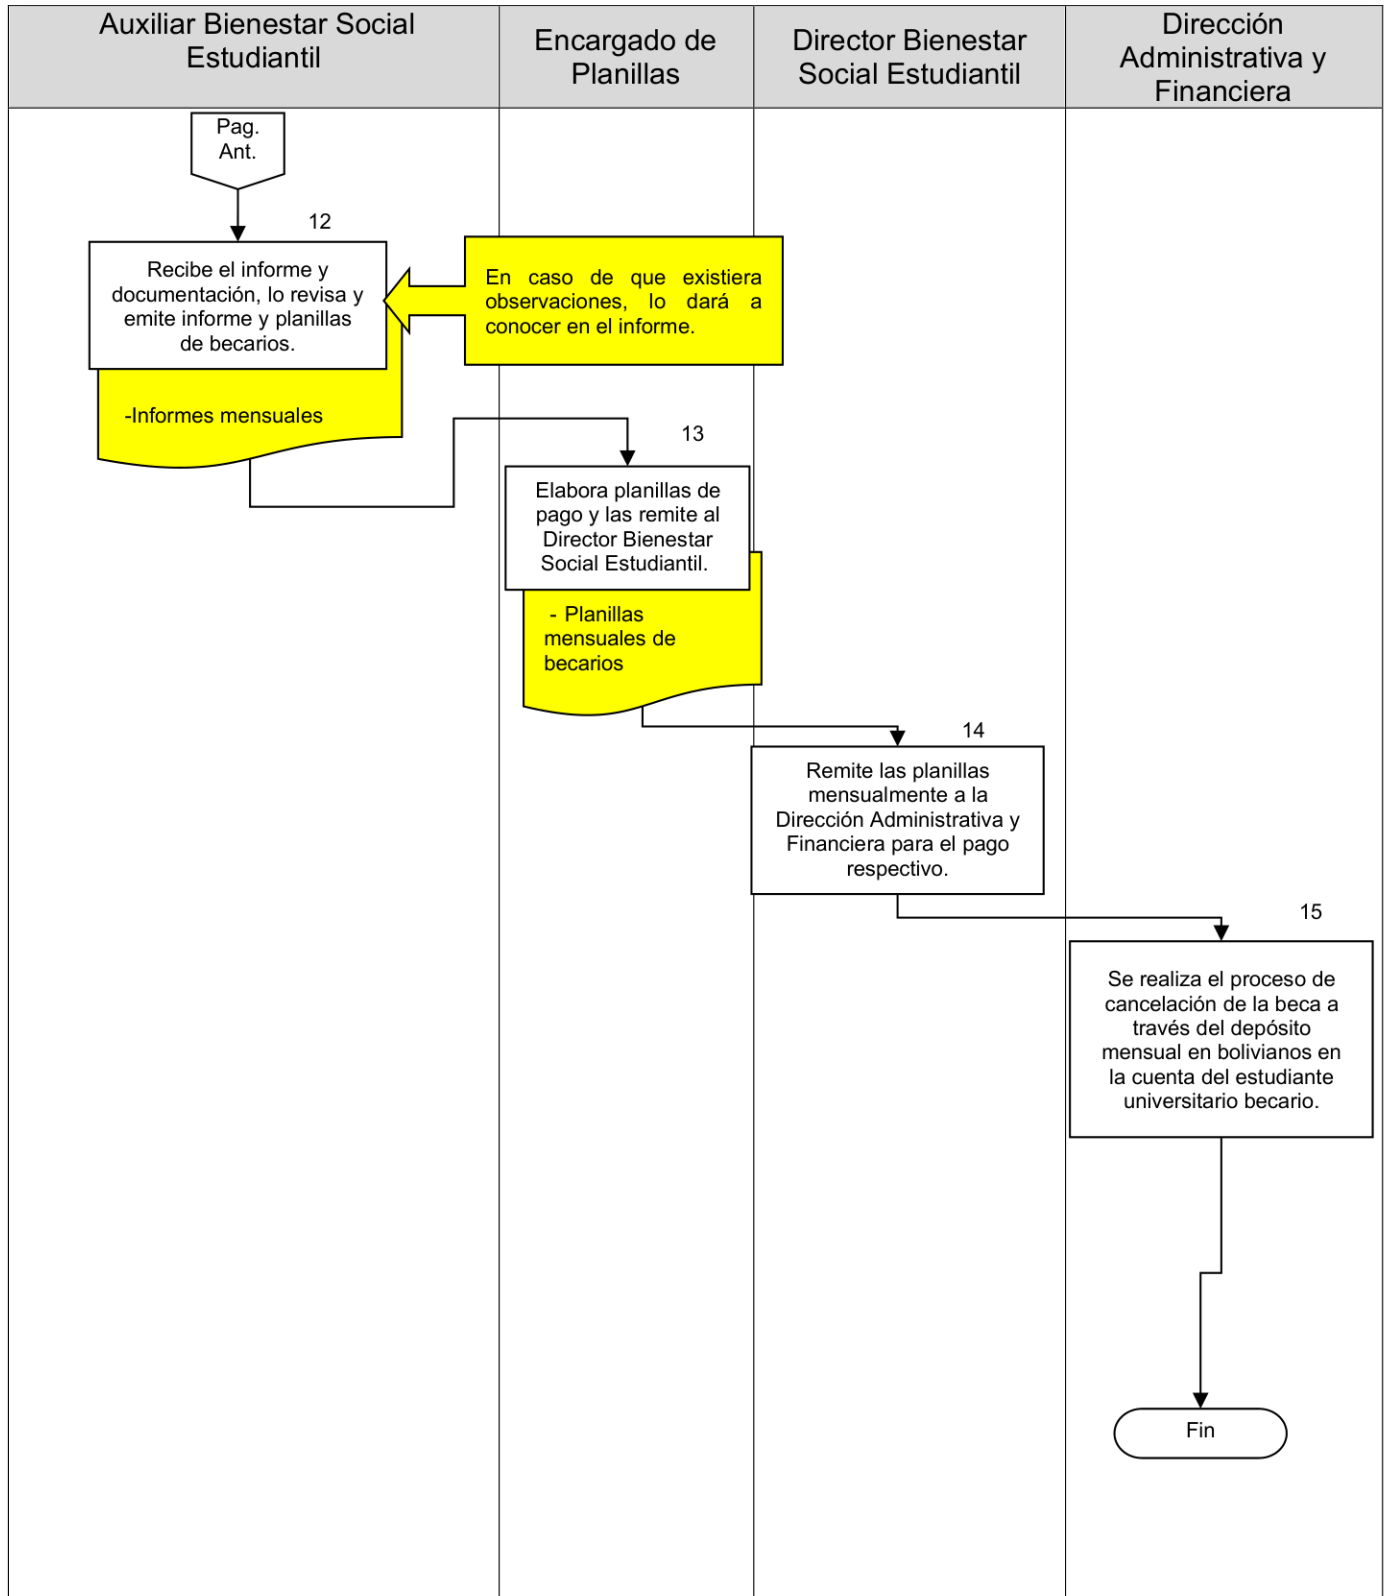 Auxiliar Bienestar Social
Estudiantil
Encargado de
Planillas
Director Bienestar
Social Estudiantil
Dirección
Administrativa y
Financiera
Pag.
Ant.
12
Recibe el informe y
documentación, lo revisa y
emite informe y planillas
de becarios.
En caso de que existiera
observaciones, lo dará a
conocer en el informe.
-Informes mensuales
13
Elabora planillas de
pago y las remite al
Director Bienestar
Social Estudiantil.
- Planillas
mensuales de
becarios
14
Remite las planillas
mensualmente a la
Dirección Administrativa y
Financiera para el pago
respectivo.
15
Se realiza el proceso de
cancelación de la beca a
través del depósito
mensual en bolivianos en
la cuenta del estudiante
universitario becario.
Fin